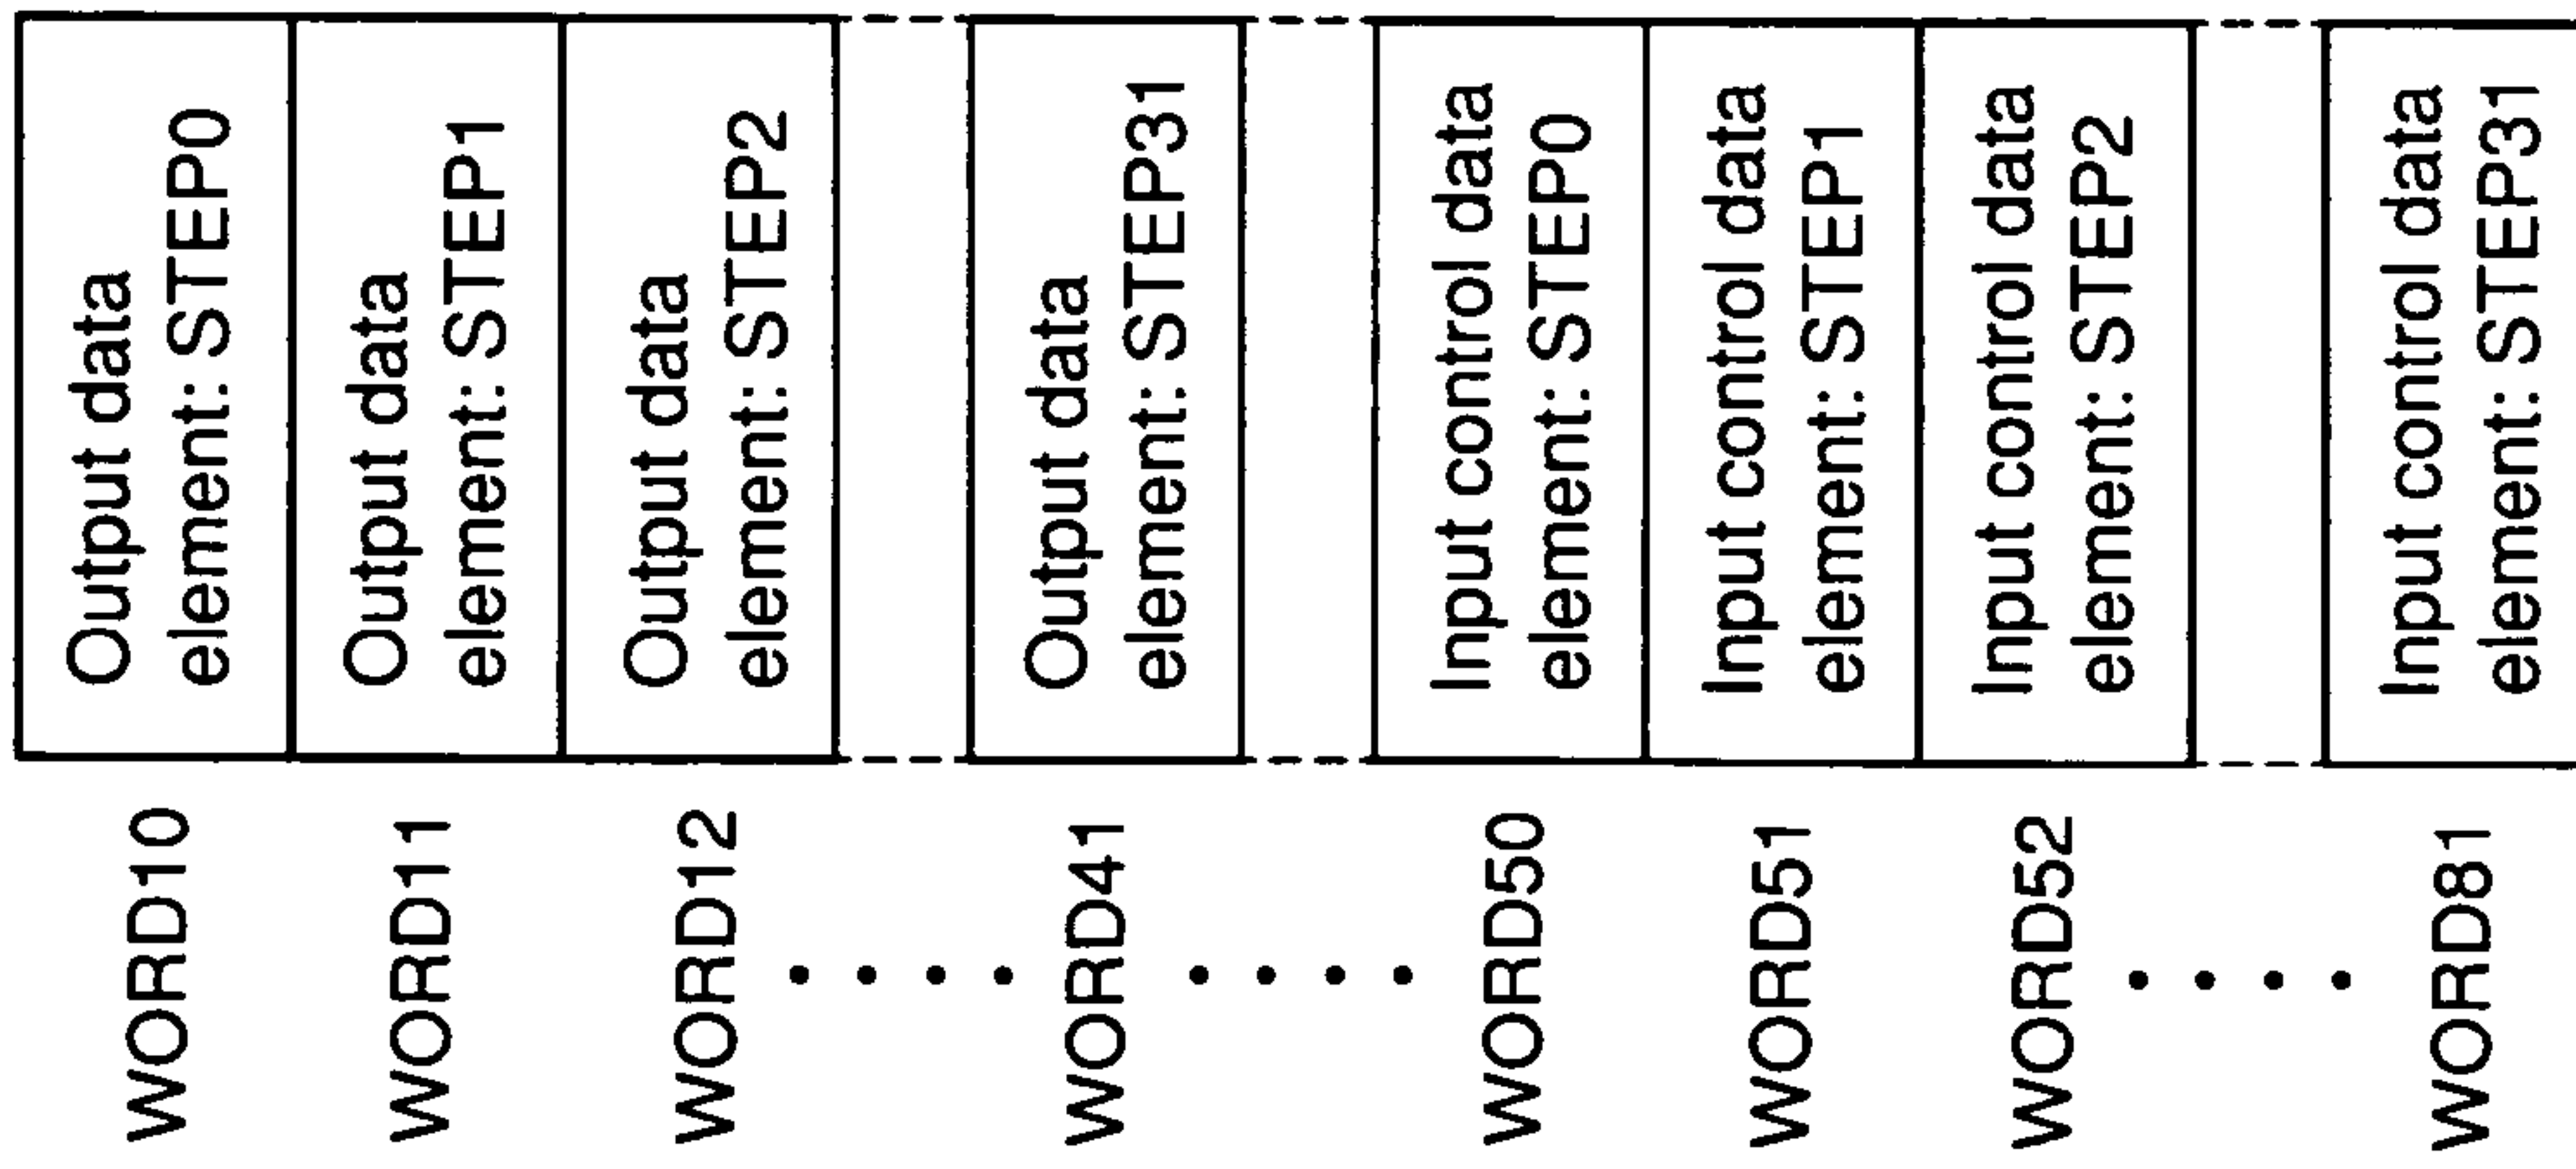 WORD10
Output data
element: STEP0
WORD11
Output data
element: STEP1
WORD12
Output data
element: STEP2
WORD41
Output data
element: STEP31
WORD50
Input control data
element: STEP0
WORD51
Input control data
element: STEP1
WORD52
Input control data
element: STEP2
WORD81
Input control data
element: STEP31